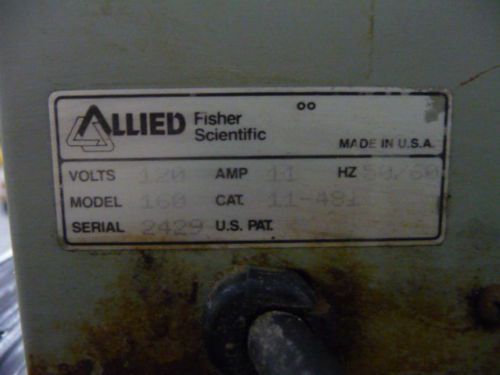 ALLIED Fisher Scientific
öö
MADE IN U.S.A.
VOLTS 120 AMP 11 HZ 50/60
MODEL 160 CAT. 11-481
SERIAL 2429 U.S. PAT.